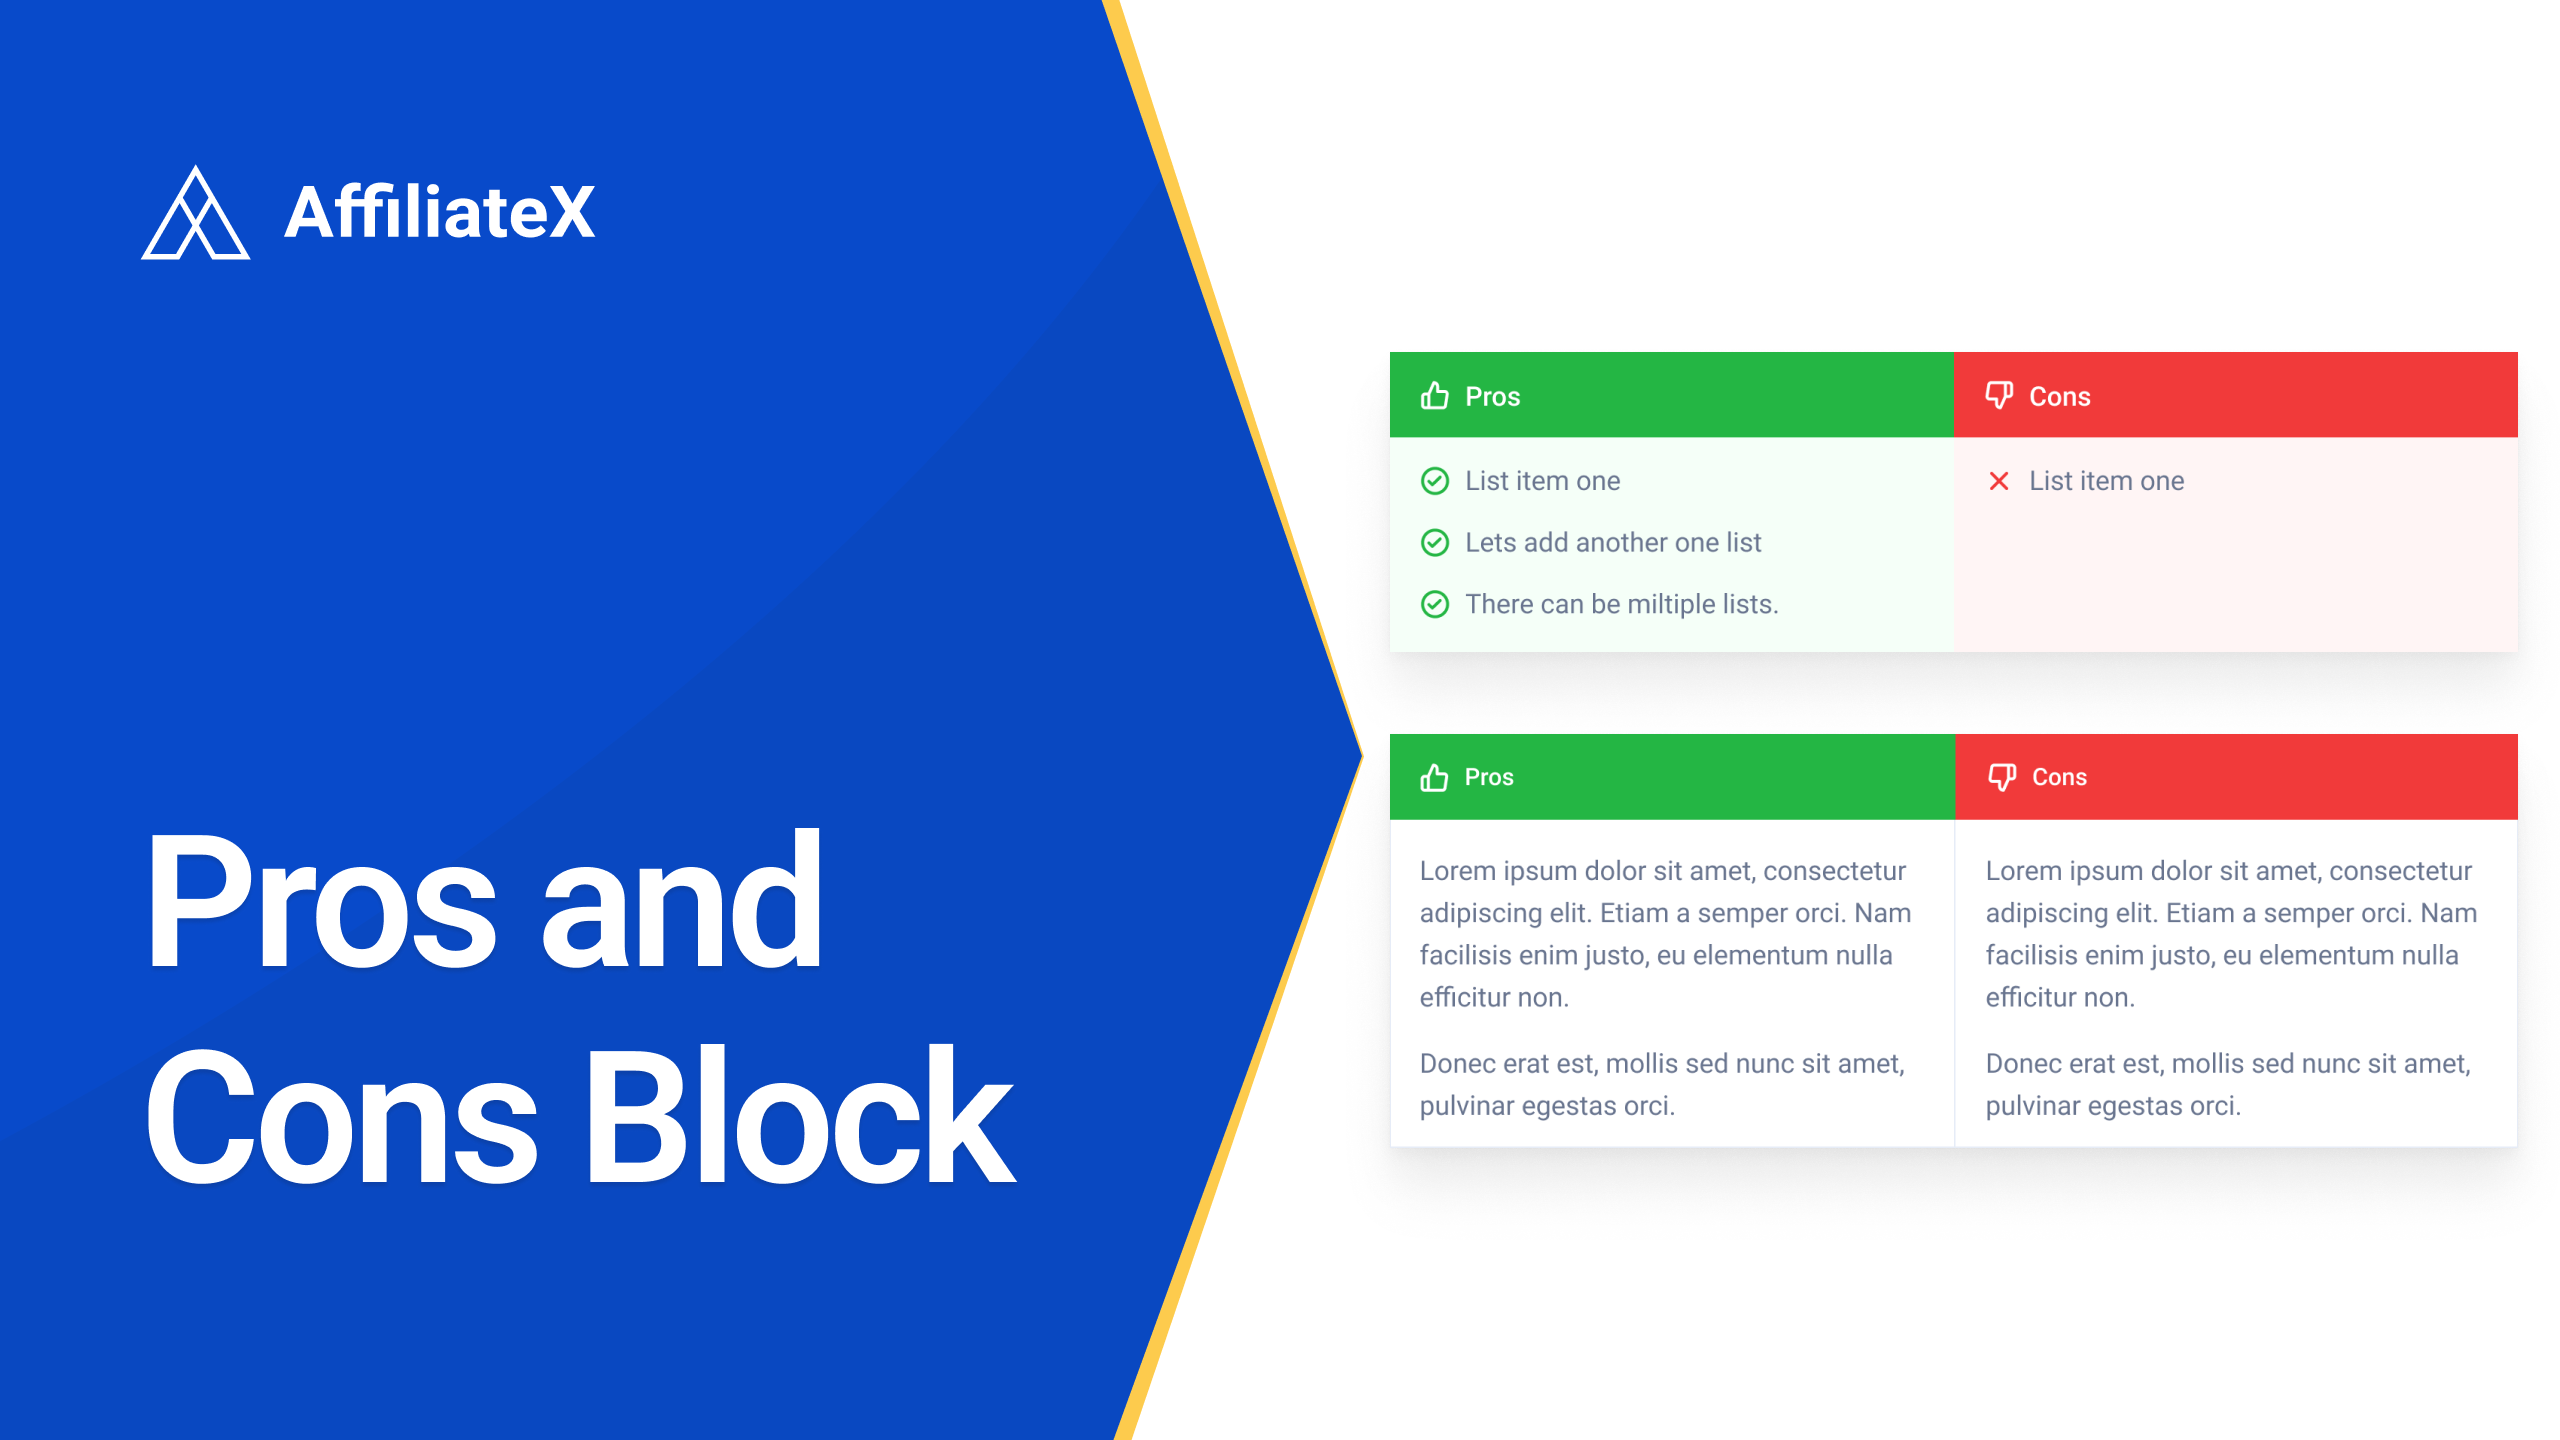 AffiliateX
Pros and
Cons Block
Pros
Cons
List item one
Lets add another one list
There can be miltiple lists.
List item one
Pros
Cons
Lorem ipsum dolor sit amet, consectetur
adipiscing elit. Etiam a semper orci. Nam
facilisis enim justo, eu elementum nulla
efficitur non.
Donec erat est, mollis sed nunc sit amet,
pulvinar egestas orci.
Lorem ipsum dolor sit amet, consectetur
adipiscing elit. Etiam a semper orci. Nam
facilisis enim justo, eu elementum nulla
efficitur non.
Donec erat est, mollis sed nunc sit amet,
pulvinar egestas orci.